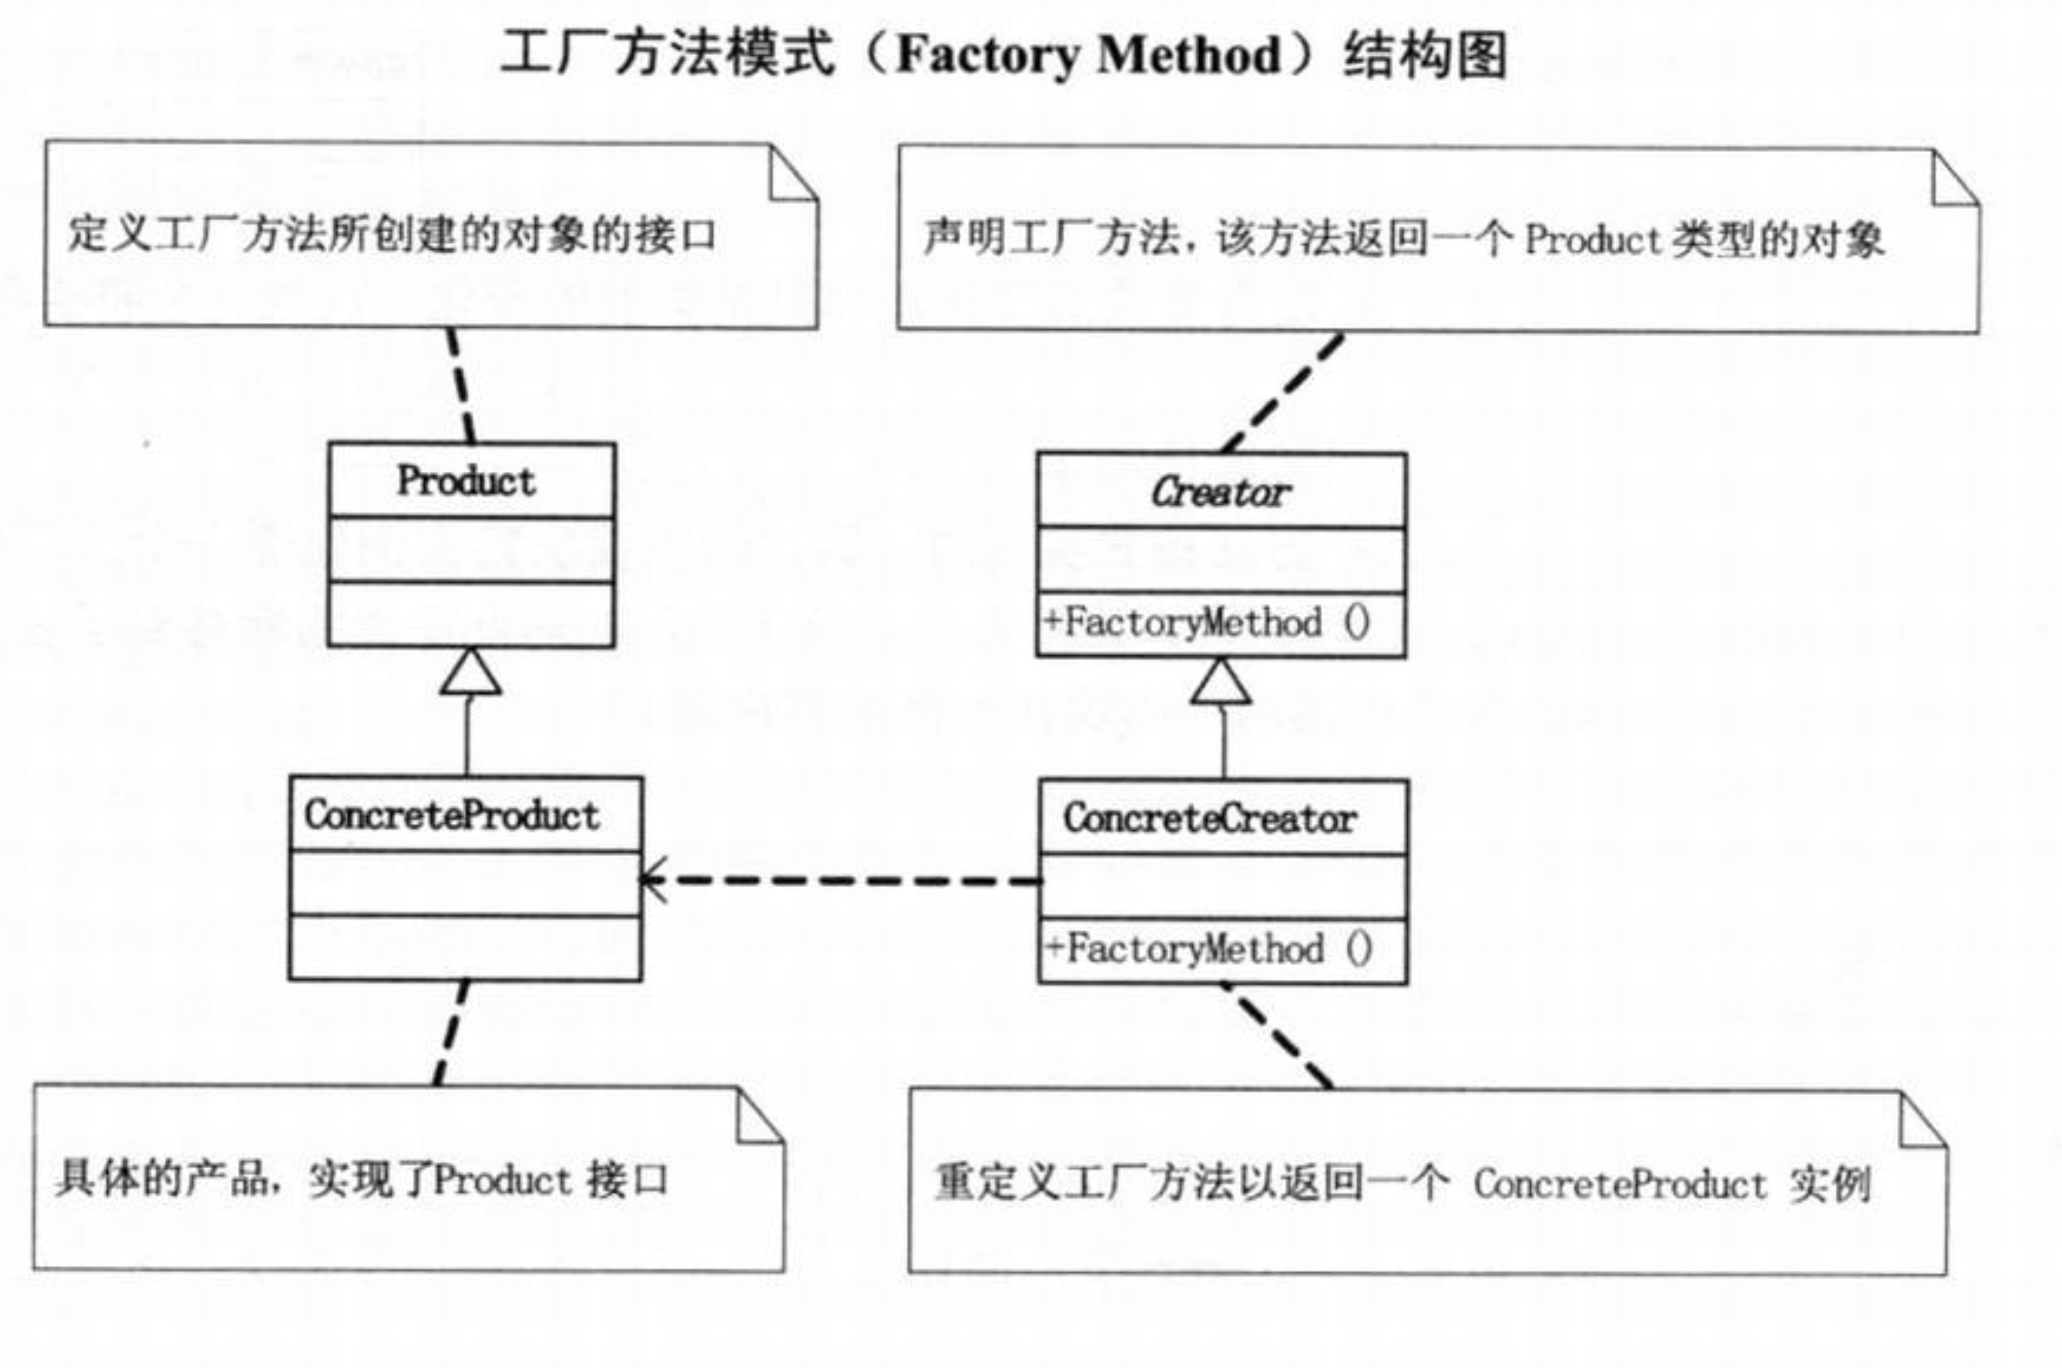 工厂方法模式（Factory Method）结构图
定义工厂方法所创建的对象的接口
声明工厂方法，该方法返回一个 Product 类型的对象
Product
Creator
+FactoryMethod ()
ConcreteProduct
ConcreteCreator
+FactoryMethod ()
具体的产品，实现了Product 接口
重定义工厂方法以返回一个 ConcreteProduct 实例